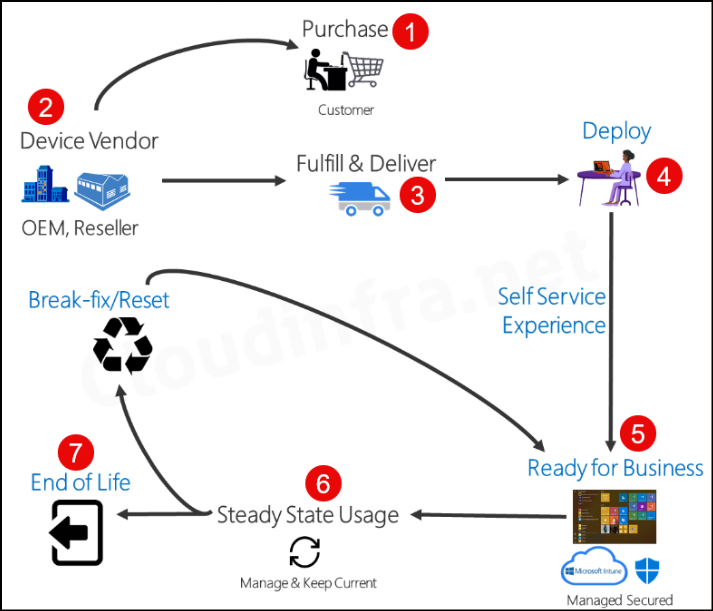 Purchase 1
Customer
2
Device Vendor
OEM, Reseller
Fulfill & Deliver
3
Deploy
4
Self Service
Experience
Break-fix/Reset
Cloudinfra.net
5
Ready for Business
Microsoft Intune
Managed Secured
6
Steady State Usage
Manage & Keep Current
7
End of Life